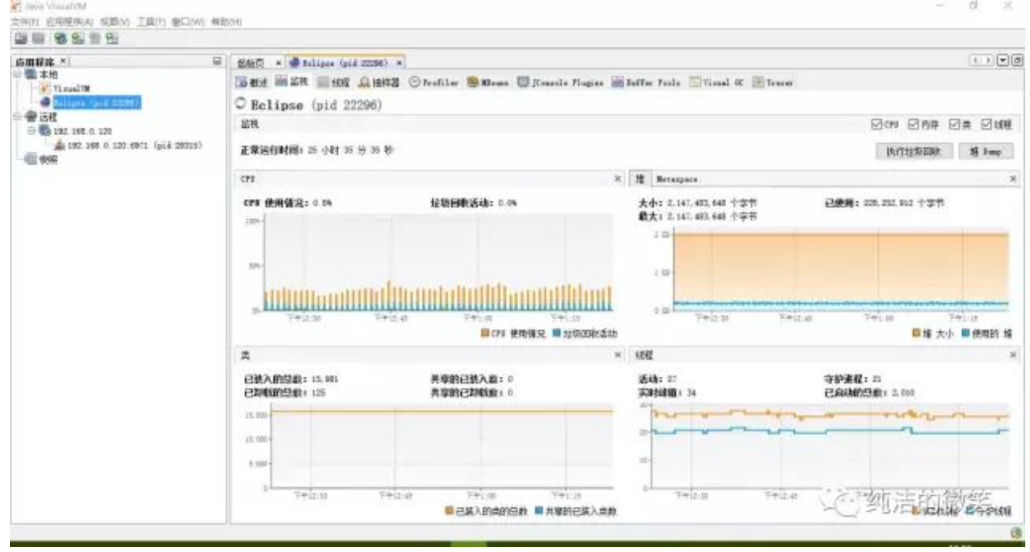 Java VisualVM
文件(F) 应用程序(A) 视图(V) 工具(T) 窗口(W) 帮助(H)
应用程序 ×
本地
VisualVM
Eclipse (pid 22296)
远程
192.168.0.120
192.168.0.120:6971 (pid 29315)
快照
起始页 × Eclipse (pid 22296) ×
概述 监视 线程 抽样器 Profiler MBeans JConsole Plugins Buffer Pools Visual GC Tracer
Eclipse (pid 22296)
监视 CPU 内存 类 线程
正常运行时间: 25 小时 35 分 35 秒 执行垃圾回收 堆 Dump
CPU ×
CPU 使用情况: 0.8% 垃圾回收活动: 0.0%
100%
50%
0%
下午12:30 下午12:45 下午1:00 下午1:15
CPU 使用情况 垃圾回收活动
堆 Metaspace ×
大小: 2,147,483,648 个字节 已使用: 228,252,912 个字节
最大: 2,147,483,648 个字节
2 GB
1 GB
0 GB
下午12:30 下午12:45 下午1:00 下午1:15
堆 大小 使用的 堆
类 ×
已装入的总数: 15,981 共享的已装入数: 0
已卸载的总数: 125 共享的已卸载数: 0
15,000
10,000
5,000
0
下午12:30 下午12:45 下午1:00 下午1:15
已装入的类的总数 共享的已装入类数
线程 ×
活动: 27 守护进程: 21
实时峰值: 34 已启动的总数: 2,010
30
20
10
0
下午12:30 下午12:45
纯洁的微笑